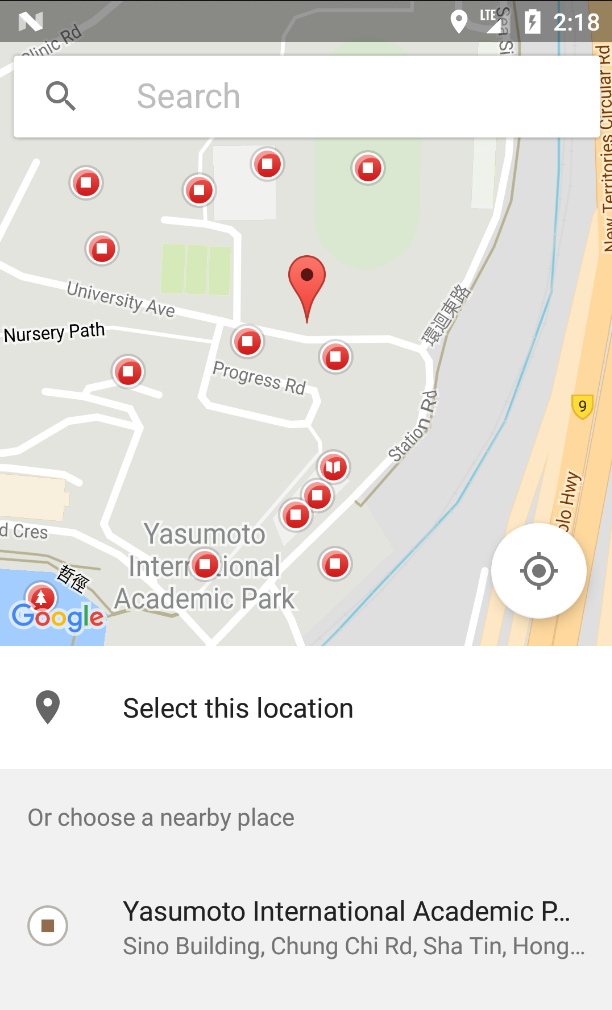 LTE
2:18
Clinic Rd
Search
New Territories Circular Rd
University Ave
環迴東路
Nursery Path
Progress Rd
9
Station Rd
olo Hwy
Yasumoto
International
Academic Park
d Cres
哲徑
Google
Select this location
Or choose a nearby place
Yasumoto International Academic P...
Sino Building, Chung Chi Rd, Sha Tin, Hong...